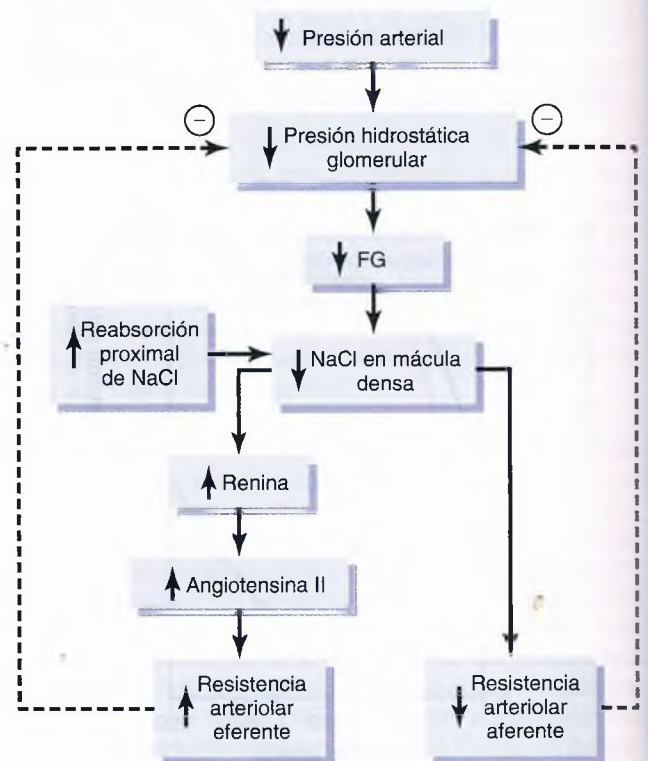 Presión arterial
−
−
Presión hidrostática
glomerular
FG
Reabsorción
proximal
de NaCl
NaCl en mácula
densa
Renina
Angiotensina II
Resistencia
arteriolar
eferente
Resistencia
arteriolar
aferente